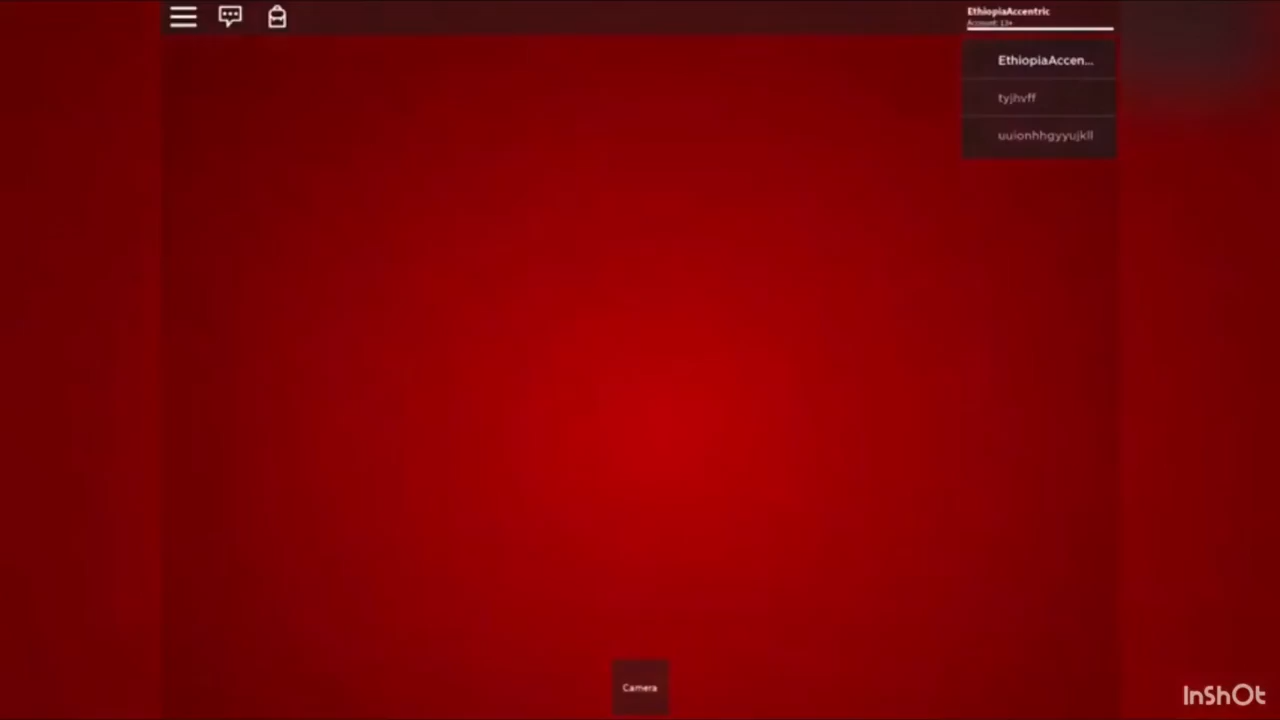 EthiopiaAccentric
Account: 13+
EthiopiaAccen...
tyjhvff
uuionhhgyyujkll
Camera
InShOt